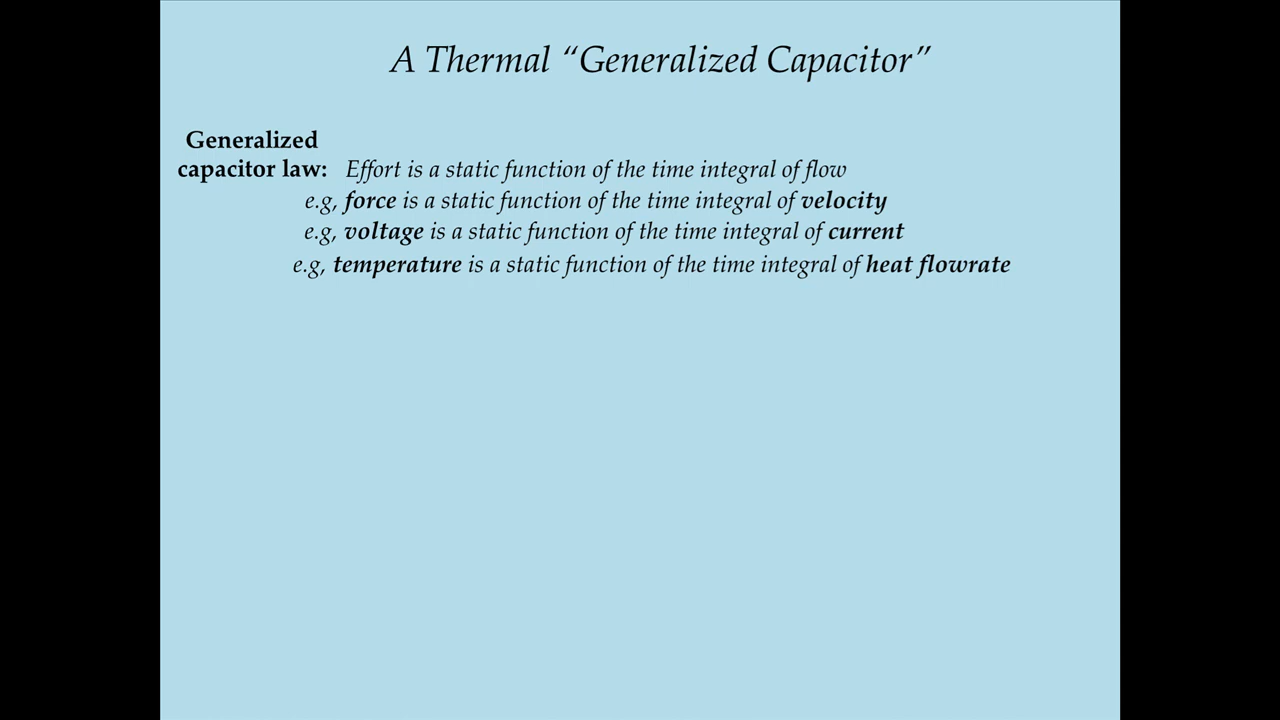 A Thermal “Generalized Capacitor”
Generalized
capacitor law: Effort is a static function of the time integral of flow
e.g, force is a static function of the time integral of velocity
e.g, voltage is a static function of the time integral of current
e.g, temperature is a static function of the time integral of heat flowrate